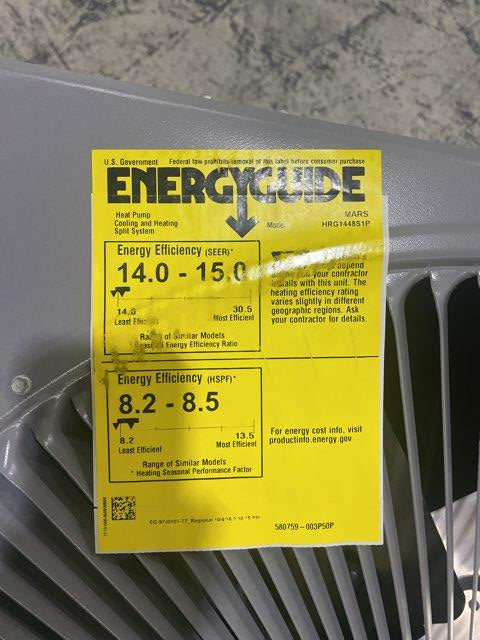 U.S. Government Federal law prohibits removal of this label before consumer purchase
ENERGYGUIDE
Heat Pump
Cooling and Heating
Split System
MARS
Model HRG1448S1P
Energy Efficiency (SEER)*
14.0 - 15.0
14.0 30.5
Least Efficient Most Efficient
Range of Similar Models
Seasonal Energy Efficiency Ratio
depend
on your contractor
installs with this unit. The
heating efficiency rating
varies slightly in different
geographic regions. Ask
your contractor for details.
Energy Efficiency (HSPF)*
8.2 - 8.5
8.2 13.5
Least Efficient Most Efficient
Range of Similar Models
* Heating Seasonal Performance Factor
For energy cost info, visit
productinfo.energy.gov
580759-003P50P